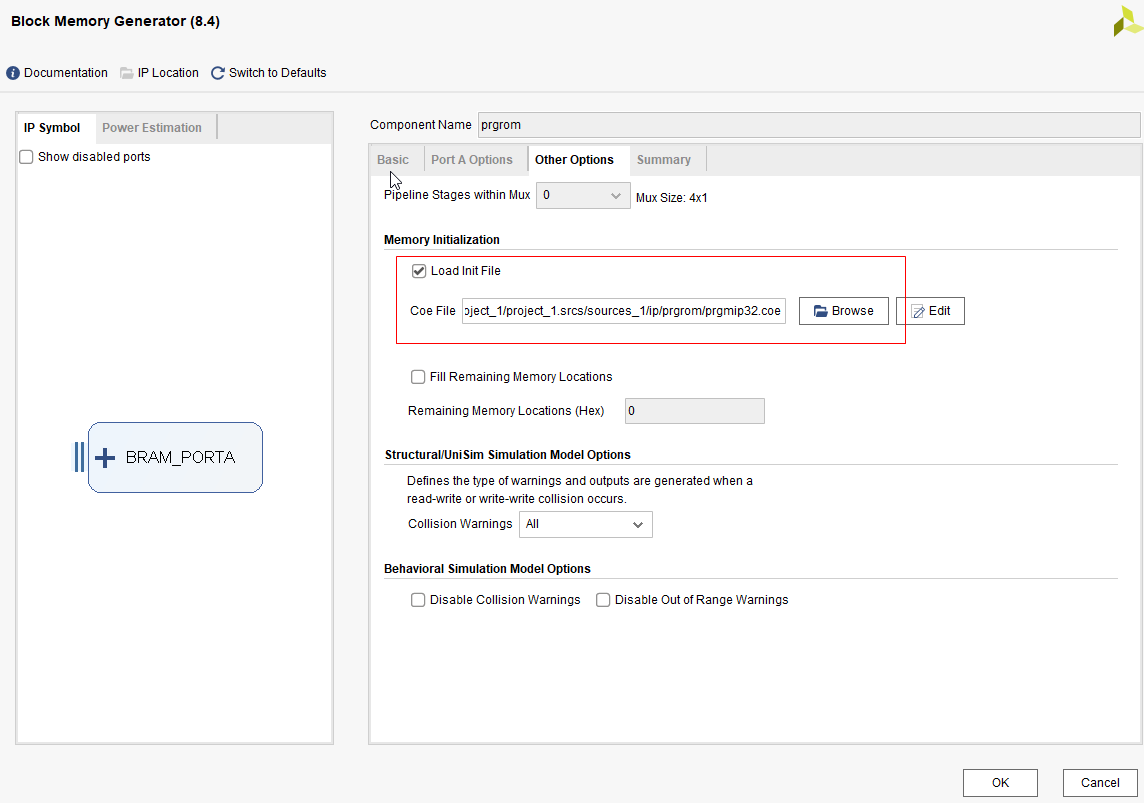 Block Memory Generator (8.4)
Documentation IP Location Switch to Defaults
IP Symbol Power Estimation
Show disabled ports
BRAM_PORTA
Component Name prgrom
Basic Port A Options Other Options Summary
Pipeline Stages within Mux 0 Mux Size: 4x1
Memory Initialization
Load Init File
Coe File oject_1/project_1.srcs/sources_1/ip/prgrom/prgmip32.coe Browse Edit
Fill Remaining Memory Locations
Remaining Memory Locations (Hex) 0
Structural/UniSim Simulation Model Options
Defines the type of warnings and outputs are generated when a
read-write or write-write collision occurs.
Collision Warnings All
Behavioral Simulation Model Options
Disable Collision Warnings Disable Out of Range Warnings
OK Cancel